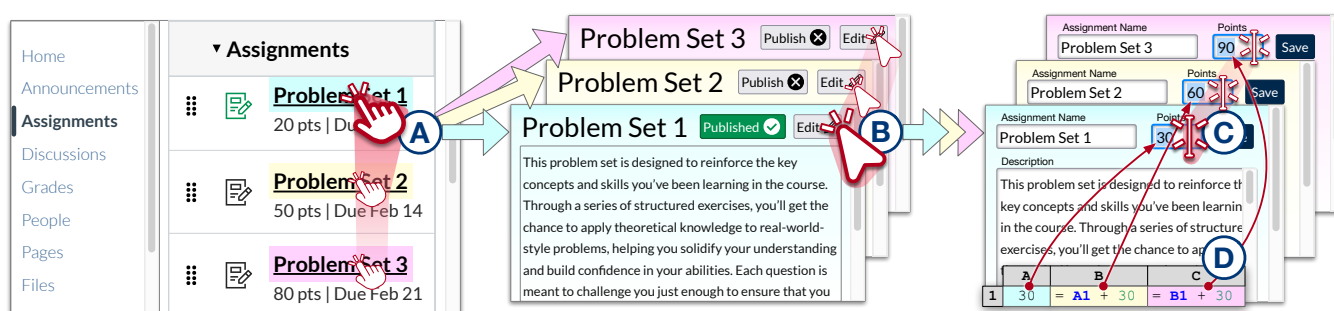 Home
Announcements
Assignments
Discussions
Grades
People
Pages
Files
▾ Assignments
Problem Set 1
20 pts |
Problem Set 2
50 pts | Due Feb 14
Problem Set 3
80 pts | Due Feb 21
A
Problem Set 3 Publish Edit
Problem Set 2 Publish Edit
Problem Set 1 Published Edit
This problem set is designed to reinforce the key
concepts and skills you've been learning in the course.
Through a series of structured exercises, you'll get the
chance to apply theoretical knowledge to real-world-
style problems, helping you solidify your understanding
and build confidence in your abilities. Each question is
meant to challenge you just enough to ensure that you
B
Assignment Name Points
Problem Set 3 90 Save
Assignment Name Points
Problem Set 2 60 Save
Assignment Name Points
Problem Set 1 30
C
Description
This problem set is designed to reinforce th
key concepts and skills you've been learnin
in the course. Through a series of structure
exercises, you'll get the chance to
D
A B C
1 30 = A1 + 30 = B1 + 30